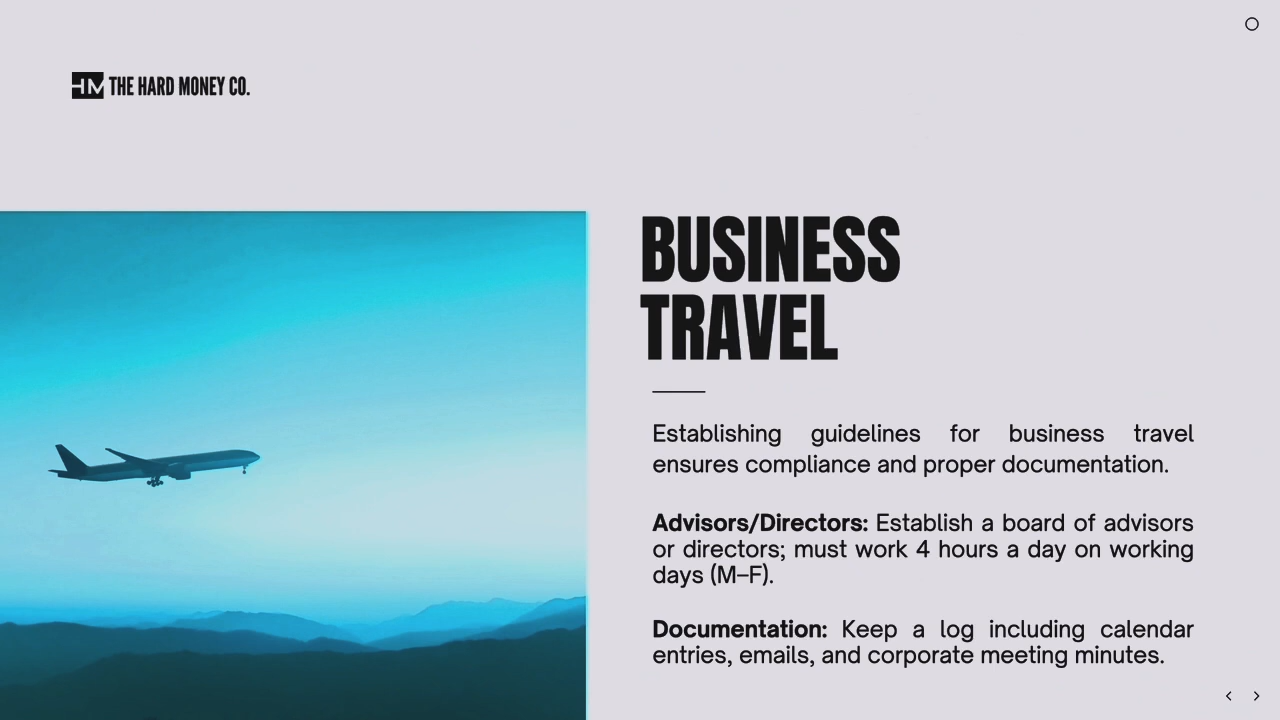 HM THE HARD MONEY CO.
BUSINESS
TRAVEL
Establishing guidelines for business travel
ensures compliance and proper documentation.
Advisors/Directors: Establish a board of advisors
or directors; must work 4 hours a day on working
days (M–F).
Documentation: Keep a log including calendar
entries, emails, and corporate meeting minutes.